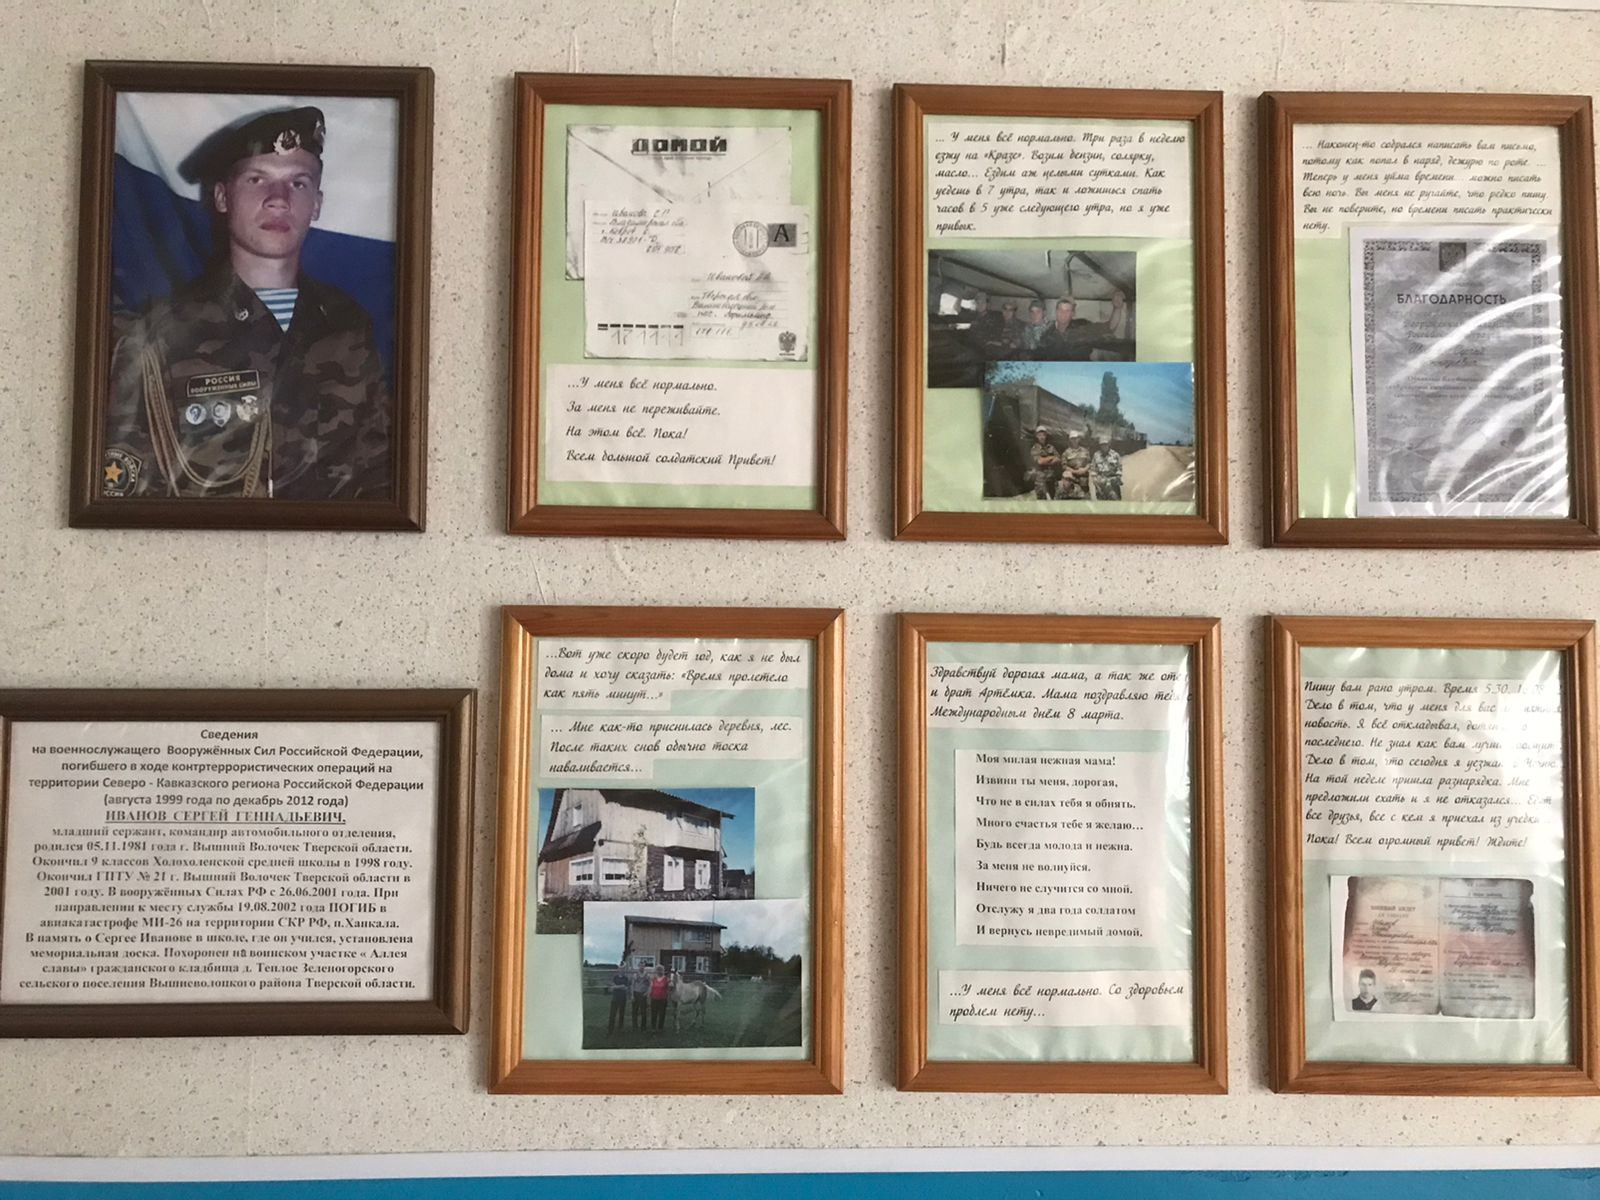 РОССИЯ
ВООРУЖЕННЫЕ СИЛЫ
РОССИЯ
ДОМОЙ
А
...У меня всё нормально.
За меня не переживайте.
На этом всё. Пока!
Всем большой солдатский Привет!
... У меня всё нормально. Три раза в неделю
езжу на «Кразе». Возим бензин, солярку,
масло... Ездим аж целыми сутками. Как
уедешь в 7 утра, так и ложишься спать
часов в 5 уже следующего утра, но я уже
привык.
... Наконец-то собрался написать вам письмо,
потому как попал в наряд, дежурю по роте. ...
Теперь у меня уйма времени... можно писать
всю ночь. Вы меня не ругайте, что редко пишу.
Вы не поверите, но времени писать практически
нету.
БЛАГОДАРНОСТЬ
Сведения
на военнослужащего Вооружённых Сил Российской Федерации,
погибшего в ходе контртеррористических операций на
территории Северо - Кавказского региона Российской Федерации
(августа 1999 года по декабрь 2012 года)
ИВАНОВ СЕРГЕЙ ГЕННАДЬЕВИЧ,
младший сержант, командир автомобильного отделения,
родился 05.11.1981 года г. Вышний Волочек Тверской области.
Окончил 9 классов Холохоленской средней школы в 1998 году.
Окончил ГПТУ № 21 г. Вышний Волочек Тверской области в
2001 году. В вооружённых Силах РФ с 26.06.2001 года. При
направлении к месту службы 19.08.2002 года ПОГИБ в
авиакатастрофе МИ-26 на территории СКР РФ, п.Ханкала.
В память о Сергее Иванове в школе, где он учился, установлена
мемориальная доска. Похоронен на воинском участке « Аллея
славы» гражданского кладбища д. Теплое Зеленогорского
сельского поселения Вышневолоцкого района Тверской области.
...Вот уже скоро будет год, как я не был
дома и хочу сказать: «Время пролетело
как пять минут...»
... Мне как-то приснилась деревня, лес.
После таких снов обычно тоска
наваливается...
Здравствуй дорогая мама, а так же
и брат Артёмка. Мама поздравляю тебя с
Международным днём 8 марта.
Моя милая нежная мама!
Извини ты меня, дорогая,
Что не в силах тебя я обнять.
Много счастья тебе я желаю...
Будь всегда молода и нежна.
За меня не волнуйся.
Ничего не случится со мной.
Отслужу я два года солдатом
И вернусь невредимый домой.
...У меня всё нормально. Со здоровьем
проблем нету...
Пишу вам рано утром. Время 5.30.
Дело в том, что у меня для вас
новость. Я всё откладывал,
последнего. Не знал как вам
Дело в том, что сегодня я уезжаю в Чечню.
На той неделе пришла разнарядка. Мне
предложили ехать и я не отказался... Едут
все друзья, все с кем я приехал из учебки...
Пока! Всем огромный привет! Ждите!
ВОЕННЫЙ БИЛЕТ